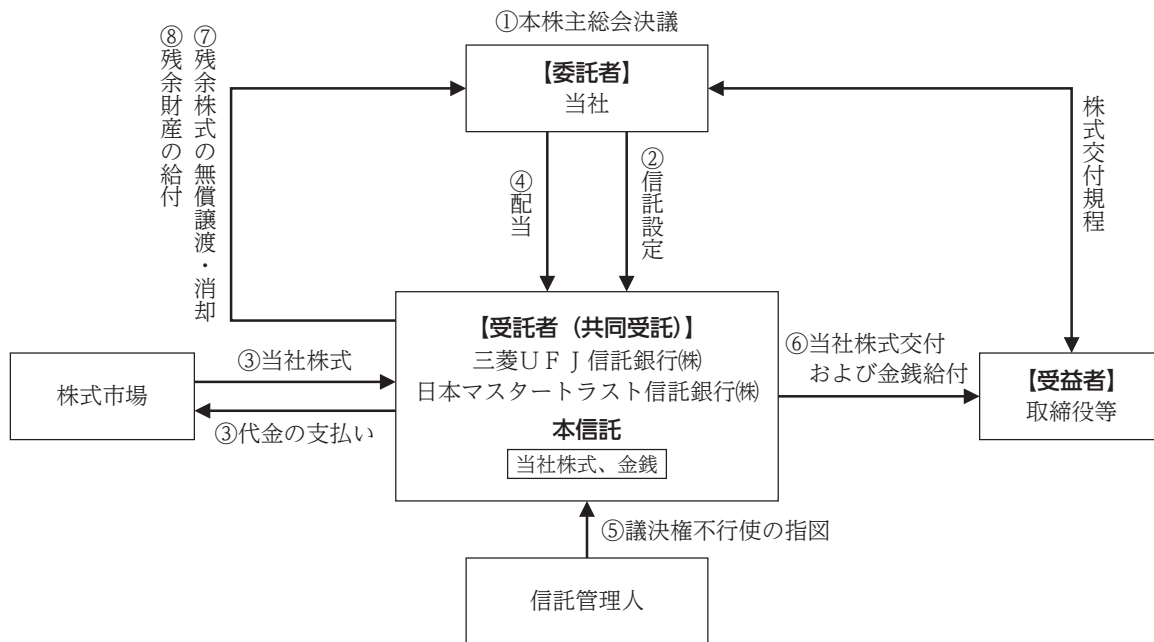 ①本株主総会決議
【委託者】
当社
⑦残余株式の無償譲渡・消却
⑧残余財産の給付
④配当
②信託設定
株式交付規程
【受託者（共同受託）】
三菱ＵＦＪ信託銀行㈱
日本マスタートラスト信託銀行㈱
本信託
当社株式、金銭
株式市場
③当社株式
③代金の支払い
⑥当社株式交付
および金銭給付
【受益者】
取締役等
⑤議決権不行使の指図
信託管理人